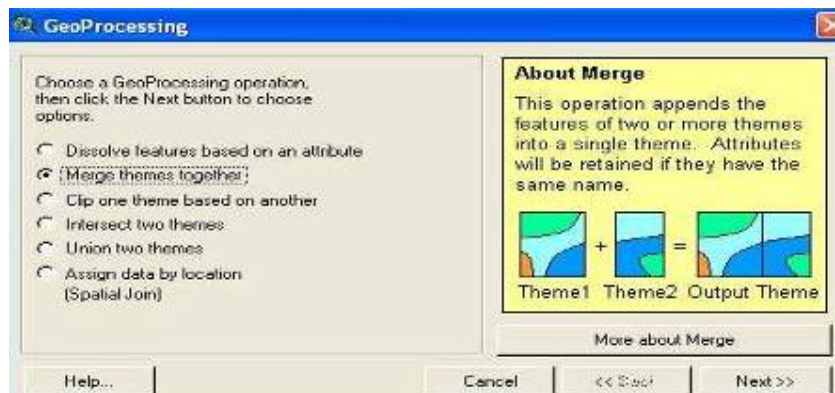 GeoProcessing
Choose a GeoProcessing operation,
then click the Next button to choose
options.
Dissolve features based on an attribute
Merge themes together
Clip one theme based on another
Intersect two themes
Union two themes
Assign data by location
(Spatial Join)
About Merge
This operation appends the
features of two or more themes
into a single theme. Attributes
will be retained if they have the
same name.
+ =
Theme1 Theme2 Output Theme
More about Merge
Help... Cancel << Back Next >>